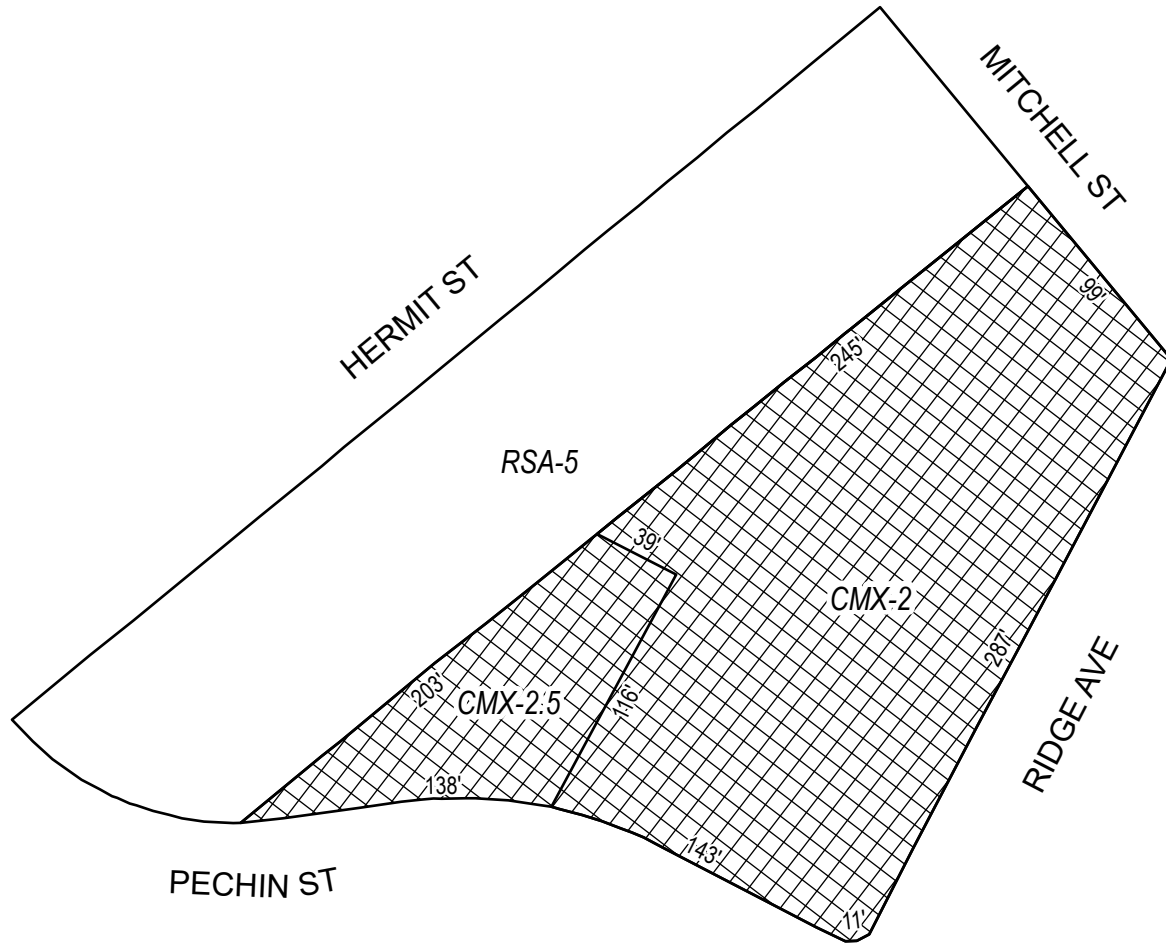 MITCHELL ST
HERMIT ST
99'
245'
RSA-5
39'
CMX-2
287'
203'
CMX-2.5
116'
RIDGE AVE
138'
143'
PECHIN ST
11'